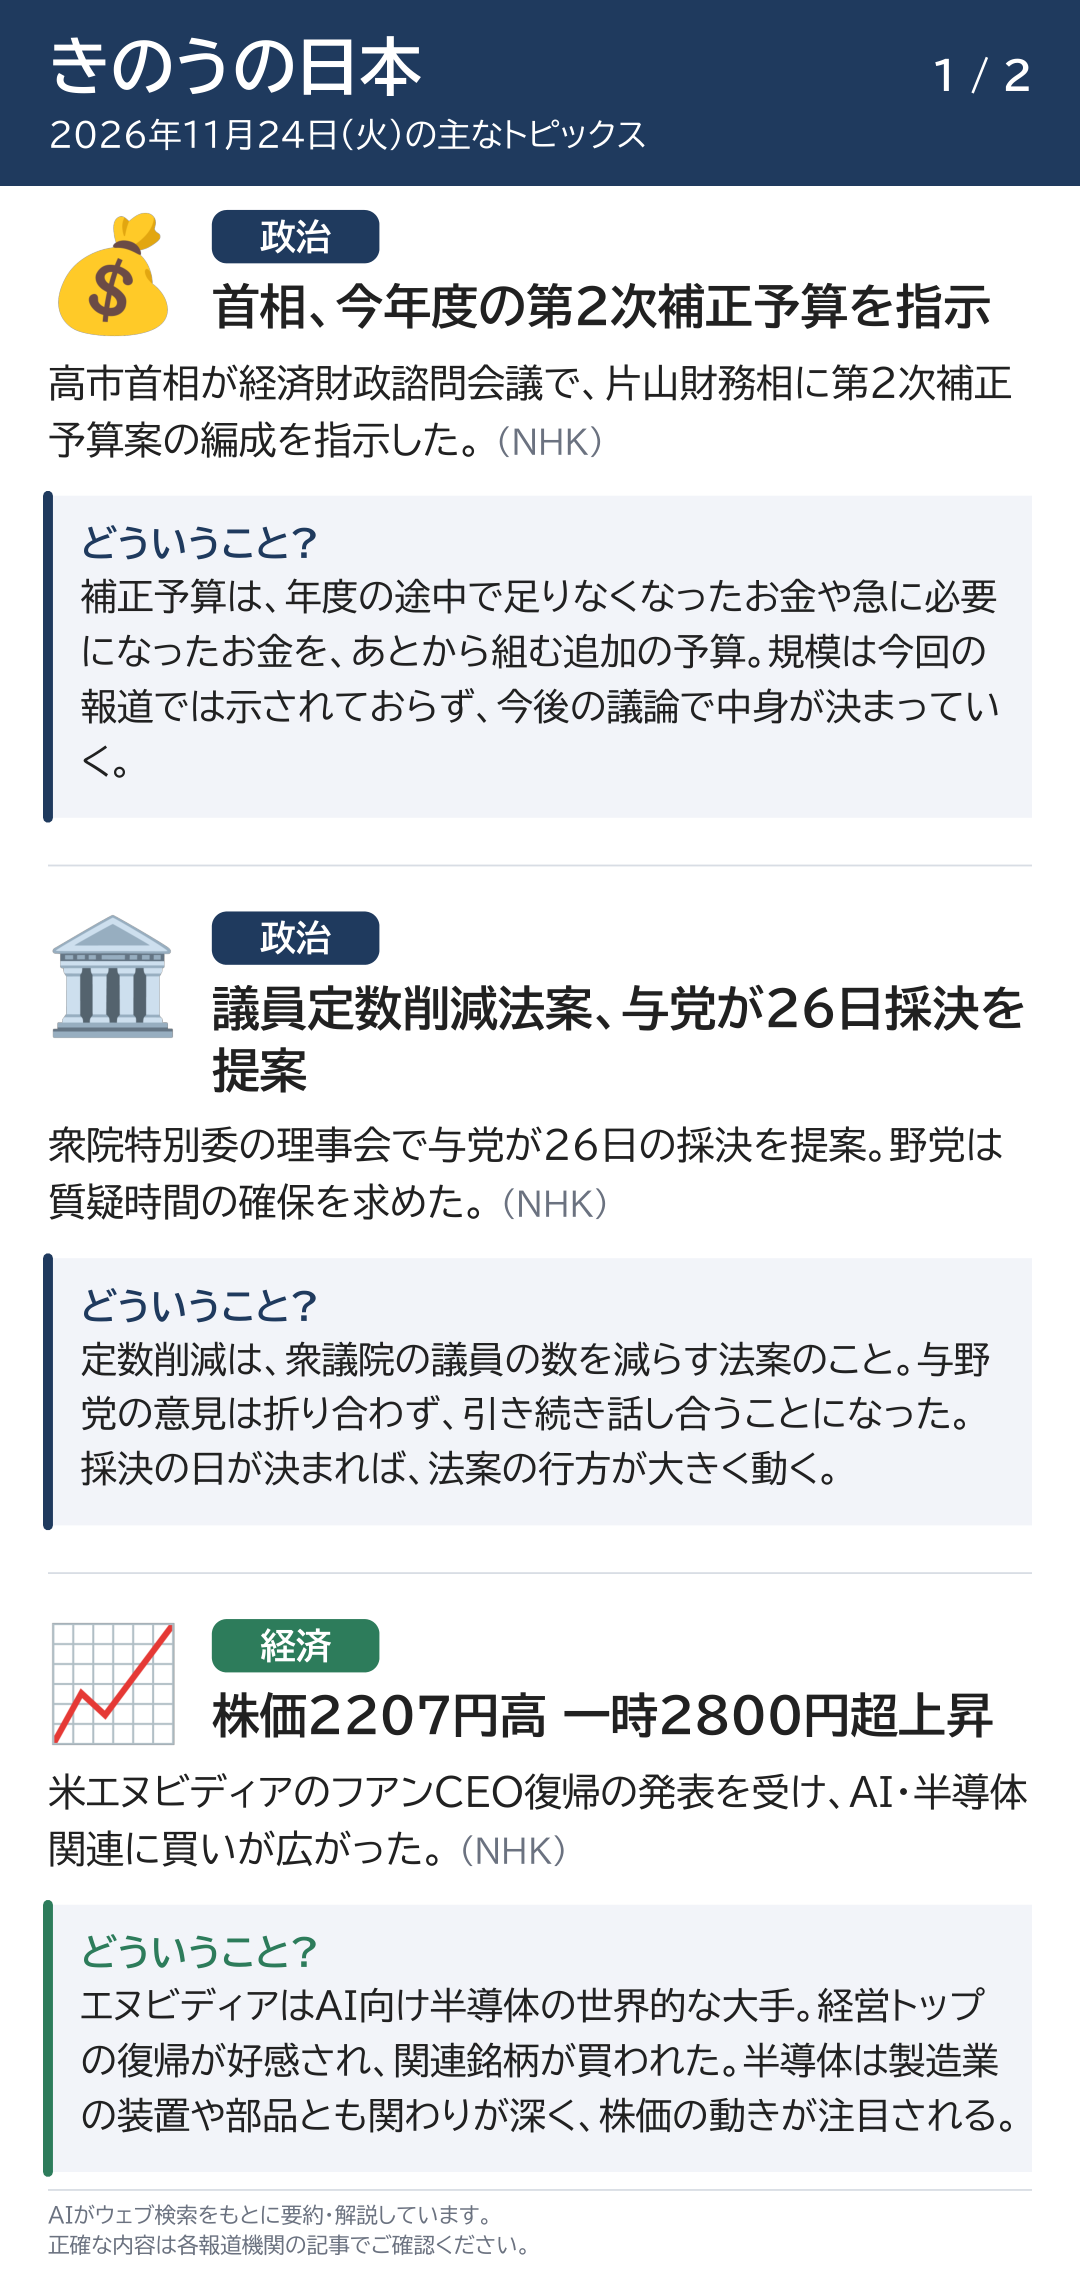 きのうの日本
1 / 2
2026年11月24日(火)の主なトピックス
政治
首相、今年度の第2次補正予算を指示
高市首相が経済財政諮問会議で、片山財務相に第2次補正
予算案の編成を指示した。(NHK)
どういうこと?
補正予算は、年度の途中で足りなくなったお金や急に必要
になったお金を、あとから組む追加の予算。規模は今回の
報道では示されておらず、今後の議論で中身が決まってい
く。
政治
議員定数削減法案、与党が26日採決を
提案
衆院特別委の理事会で与党が26日の採決を提案。野党は
質疑時間の確保を求めた。(NHK)
どういうこと?
定数削減は、衆議院の議員の数を減らす法案のこと。与野
党の意見は折り合わず、引き続き話し合うことになった。
採決の日が決まれば、法案の行方が大きく動く。
経済
株価2207円高 一時2800円超上昇
米エヌビディアのフアンCEO復帰の発表を受け、AI・半導体
関連に買いが広がった。(NHK)
どういうこと?
エヌビディアはAI向け半導体の世界的な大手。経営トップ
の復帰が好感され、関連銘柄が買われた。半導体は製造業
の装置や部品とも関わりが深く、株価の動きが注目される。
AIがウェブ検索をもとに要約・解説しています。
正確な内容は各報道機関の記事でご確認ください。